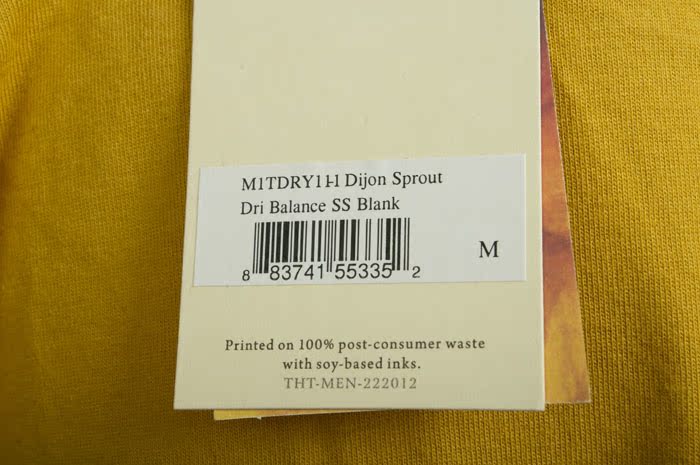 M1TDRY11-1 Dijon Sprout
Dri Balance SS Blank
M
8 83741 55335 2
Printed on 100% post-consumer waste
with soy-based inks.
THT-MEN-222012